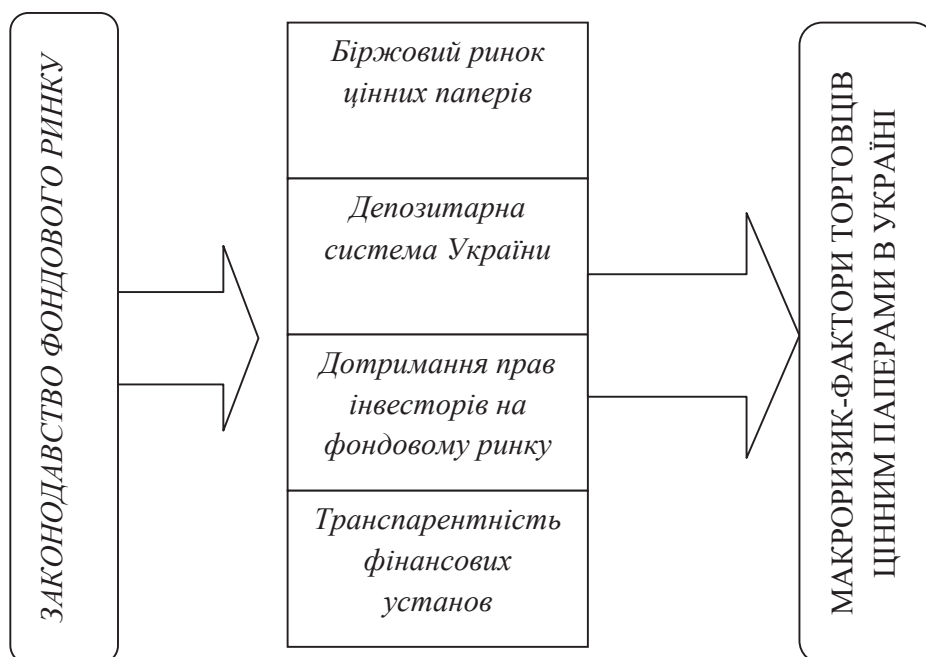 ЗАКОНОДАВСТВО ФОНДОВОГО РИНКУ
Біржовий ринок
цінних паперів
Депозитарна
система України
Дотримання прав
інвесторів на
фондовому ринку
Транспарентність
фінансових
установ
МАКРОРИЗИК-ФАКТОРИ ТОРГОВЦІВ
ЦІННИМ ПАПЕРАМИ В УКРАЇНІ